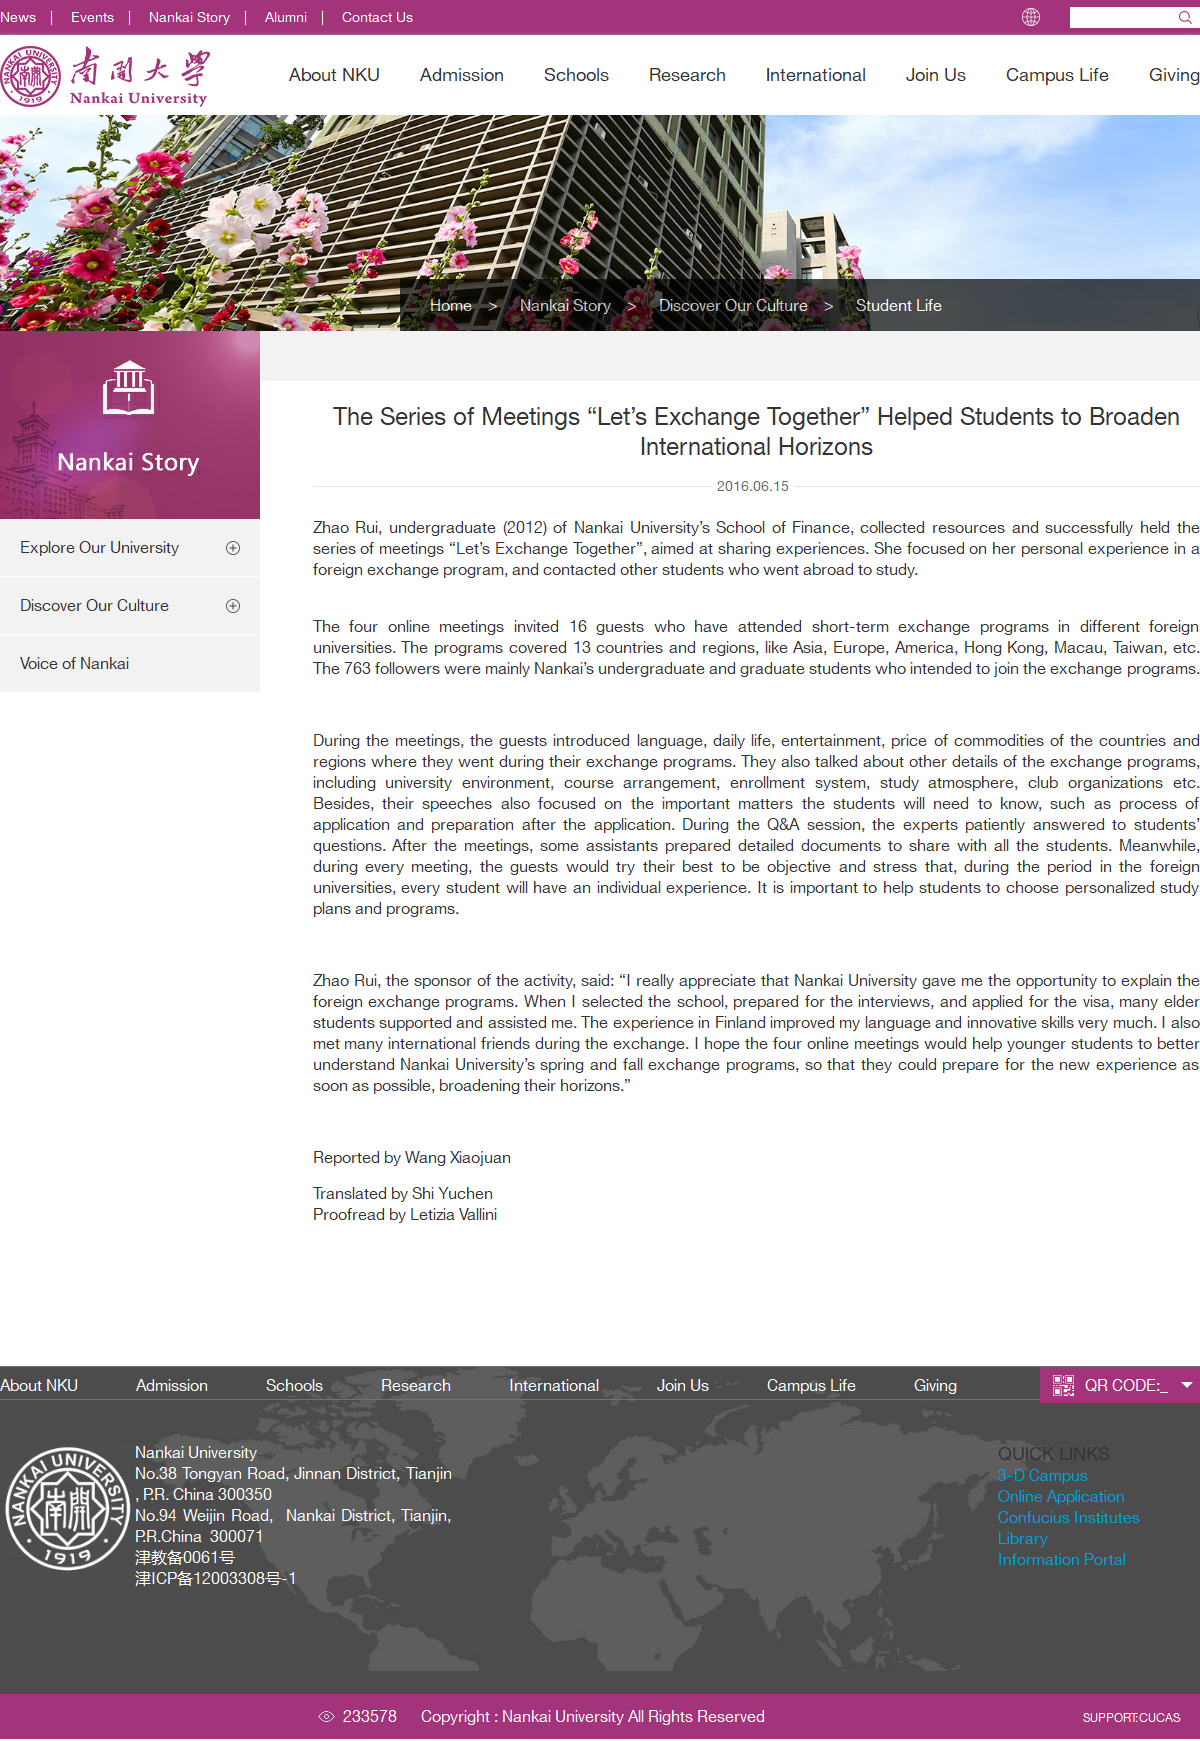 News | Events | Nankai Story | Alumni | Contact Us
NANKAI UNIVERSITY
1919
南開大學
Nankai University
About NKU Admission Schools Research International Join Us Campus Life Giving
Home > Nankai Story > Discover Our Culture > Student Life
Nankai Story
Explore Our University
Discover Our Culture
Voice of Nankai
The Series of Meetings “Let’s Exchange Together” Helped Students to Broaden
International Horizons
2016.06.15
Zhao Rui, undergraduate (2012) of Nankai University’s School of Finance, collected resources and successfully held the
series of meetings “Let’s Exchange Together”, aimed at sharing experiences. She focused on her personal experience in a
foreign exchange program, and contacted other students who went abroad to study.
The four online meetings invited 16 guests who have attended short-term exchange programs in different foreign
universities. The programs covered 13 countries and regions, like Asia, Europe, America, Hong Kong, Macau, Taiwan, etc.
The 763 followers were mainly Nankai’s undergraduate and graduate students who intended to join the exchange programs.
During the meetings, the guests introduced language, daily life, entertainment, price of commodities of the countries and
regions where they went during their exchange programs. They also talked about other details of the exchange programs,
including university environment, course arrangement, enrollment system, study atmosphere, club organizations etc.
Besides, their speeches also focused on the important matters the students will need to know, such as process of
application and preparation after the application. During the Q&A session, the experts patiently answered to students’
questions. After the meetings, some assistants prepared detailed documents to share with all the students. Meanwhile,
during every meeting, the guests would try their best to be objective and stress that, during the period in the foreign
universities, every student will have an individual experience. It is important to help students to choose personalized study
plans and programs.
Zhao Rui, the sponsor of the activity, said: “I really appreciate that Nankai University gave me the opportunity to explain the
foreign exchange programs. When I selected the school, prepared for the interviews, and applied for the visa, many elder
students supported and assisted me. The experience in Finland improved my language and innovative skills very much. I also
met many international friends during the exchange. I hope the four online meetings would help younger students to better
understand Nankai University’s spring and fall exchange programs, so that they could prepare for the new experience as
soon as possible, broadening their horizons.”
Reported by Wang Xiaojuan
Translated by Shi Yuchen
Proofread by Letizia Vallini
About NKU Admission Schools Research International Join Us Campus Life Giving QR CODE:_
NANKAI UNIVERSITY
南開
1919
Nankai University
No.38 Tongyan Road, Jinnan District, Tianjin
, P.R. China 300350
No.94 Weijin Road, Nankai District, Tianjin,
P.R.China 300071
津教备0061号
津ICP备12003308号-1
QUICK LINKS
3-D Campus
Online Application
Confucius Institutes
Library
Information Portal
233578 Copyright : Nankai University All Rights Reserved SUPPORT:CUCAS